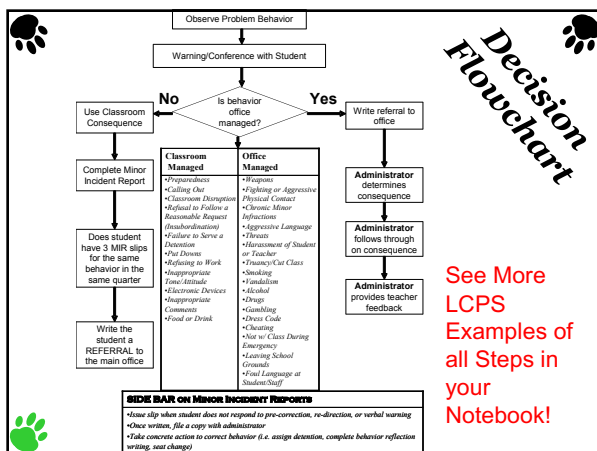 Observe Problem Behavior
Decision
Flowchart
Warning/Conference with Student
No
Is behavior
office
managed?
Yes
Use Classroom
Consequence
Complete Minor
Incident Report
Does student
have 3 MIR slips
for the same
behavior in the
same quarter
Write the
student a
REFERRAL to
the main office
Classroom
Managed
•Preparedness
•Calling Out
•Classroom Disruption
•Refusal to Follow a
Reasonable Request
(Insubordination)
•Failure to Serve a
Detention
•Put Downs
•Refusing to Work
•Inappropriate
Tone/Attitude
•Electronic Devices
•Inappropriate
Comments
•Food or Drink
Office
Managed
•Weapons
•Fighting or Aggressive
Physical Contact
•Chronic Minor
Infractions
•Aggressive Language
•Threats
•Harassment of Student
or Teacher
•Truancy/Cut Class
•Smoking
•Vandalism
•Alcohol
•Drugs
•Gambling
•Dress Code
•Cheating
•Not w/ Class During
Emergency
•Leaving School
Grounds
•Foul Language at
Student/Staff
Write referral to
office
Administrator
determines
consequence
Administrator
follows through
on consequence
Administrator
provides teacher
feedback
See More
LCPS
Examples of
all Steps in
your
Notebook!
SIDE BAR on Minor Incident Reports
•Issue slip when student does not respond to pre-correction, re-direction, or verbal warning
•Once written, file a copy with administrator
•Take concrete action to correct behavior (i.e. assign detention, complete behavior reflection
writing, seat change)